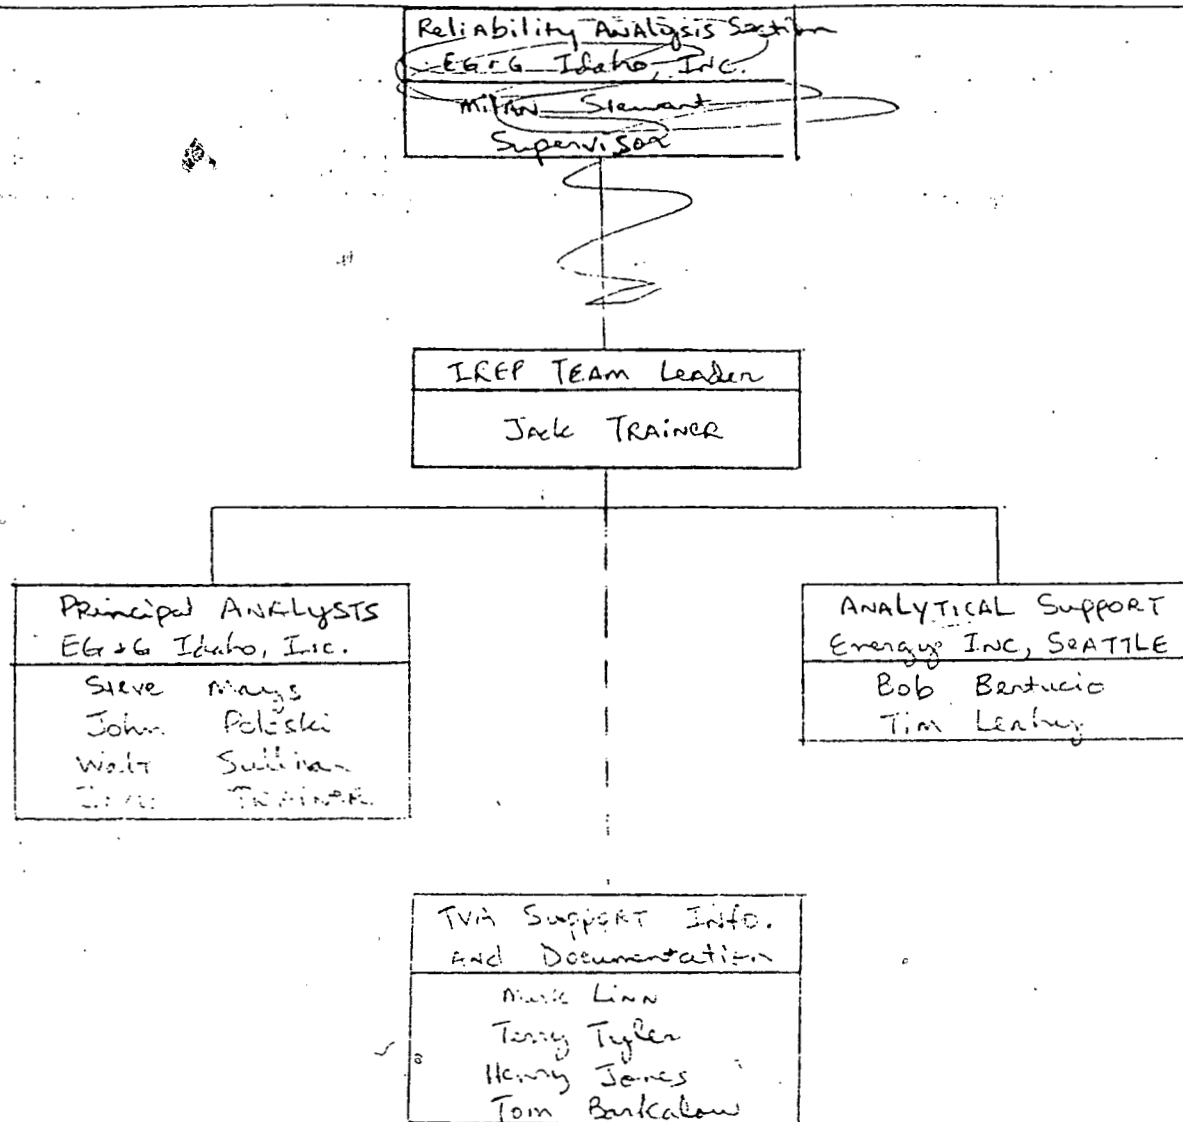 Reliability Analysis Section
EG&G Idaho, Inc.
Milan Stewart
Supervisor
IREP TEAM Leader
Jack TRAINER
Principal ANALYSTS
EG&G Idaho, Inc.
Steve Mays
John Poloski
Walt Sullivan
TRAINER
ANALYTICAL Support
Energy INC, SEATTLE
Bob Bertucio
Tim Leahy
TVA Support Info.
And Documentation
Mark Linn
Terry Tyler
Henry Jones
Tom Barkalow